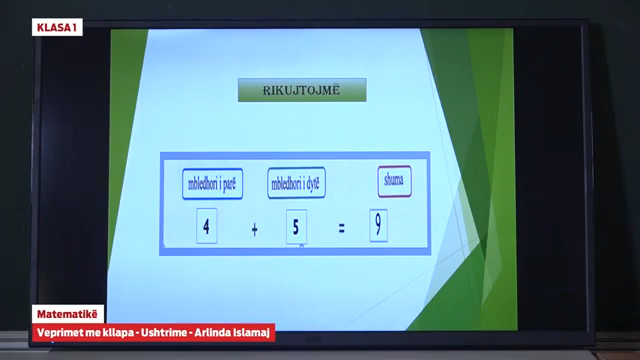 KLASA 1
RIKUJTOJMË
mbledhori i parë mbledhori i dytë shuma
4 + 5 = 9
Matematikë
Veprimet me kllapa - Ushtrime - Arlinda Islamaj